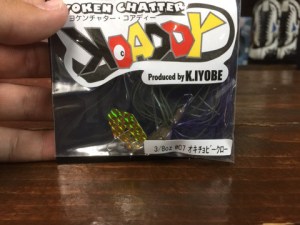 OKEN CHATTER
ケンチャター・コアディー
KOADDY
Produced by K.IYOBE
3/8oz #07 オキチョビークロー